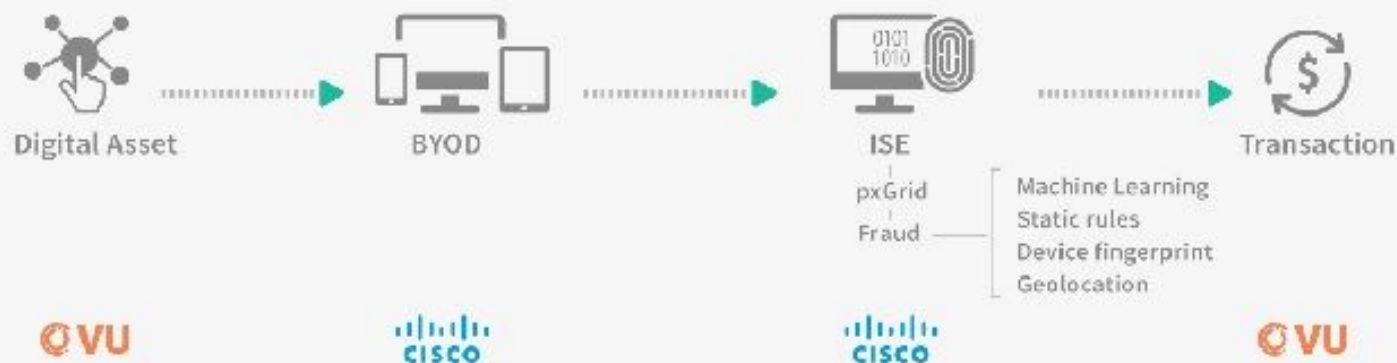 0101
1010
$
Digital Asset
BYOD
ISE
Transaction
pxGrid
Fraud
Machine Learning
Static rules
Device fingerprint
Geolocation
VU
CISCO
CISCO
VU